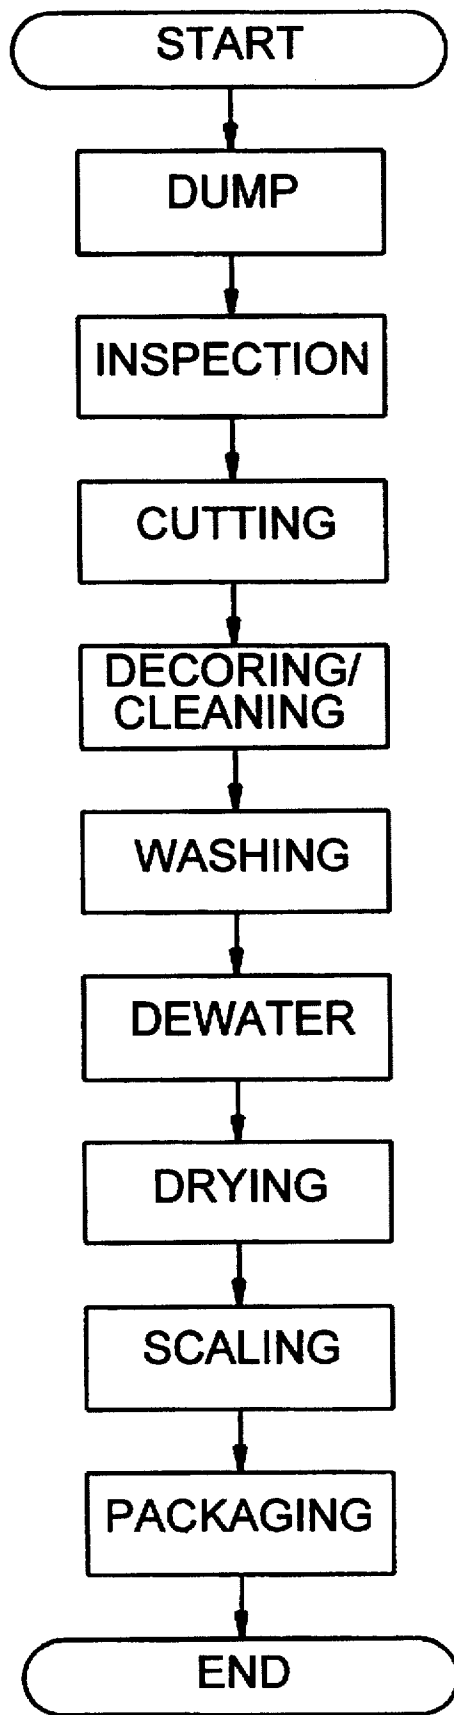 START
DUMP
INSPECTION
CUTTING
DECORING/
CLEANING
WASHING
DEWATER
DRYING
SCALING
PACKAGING
END